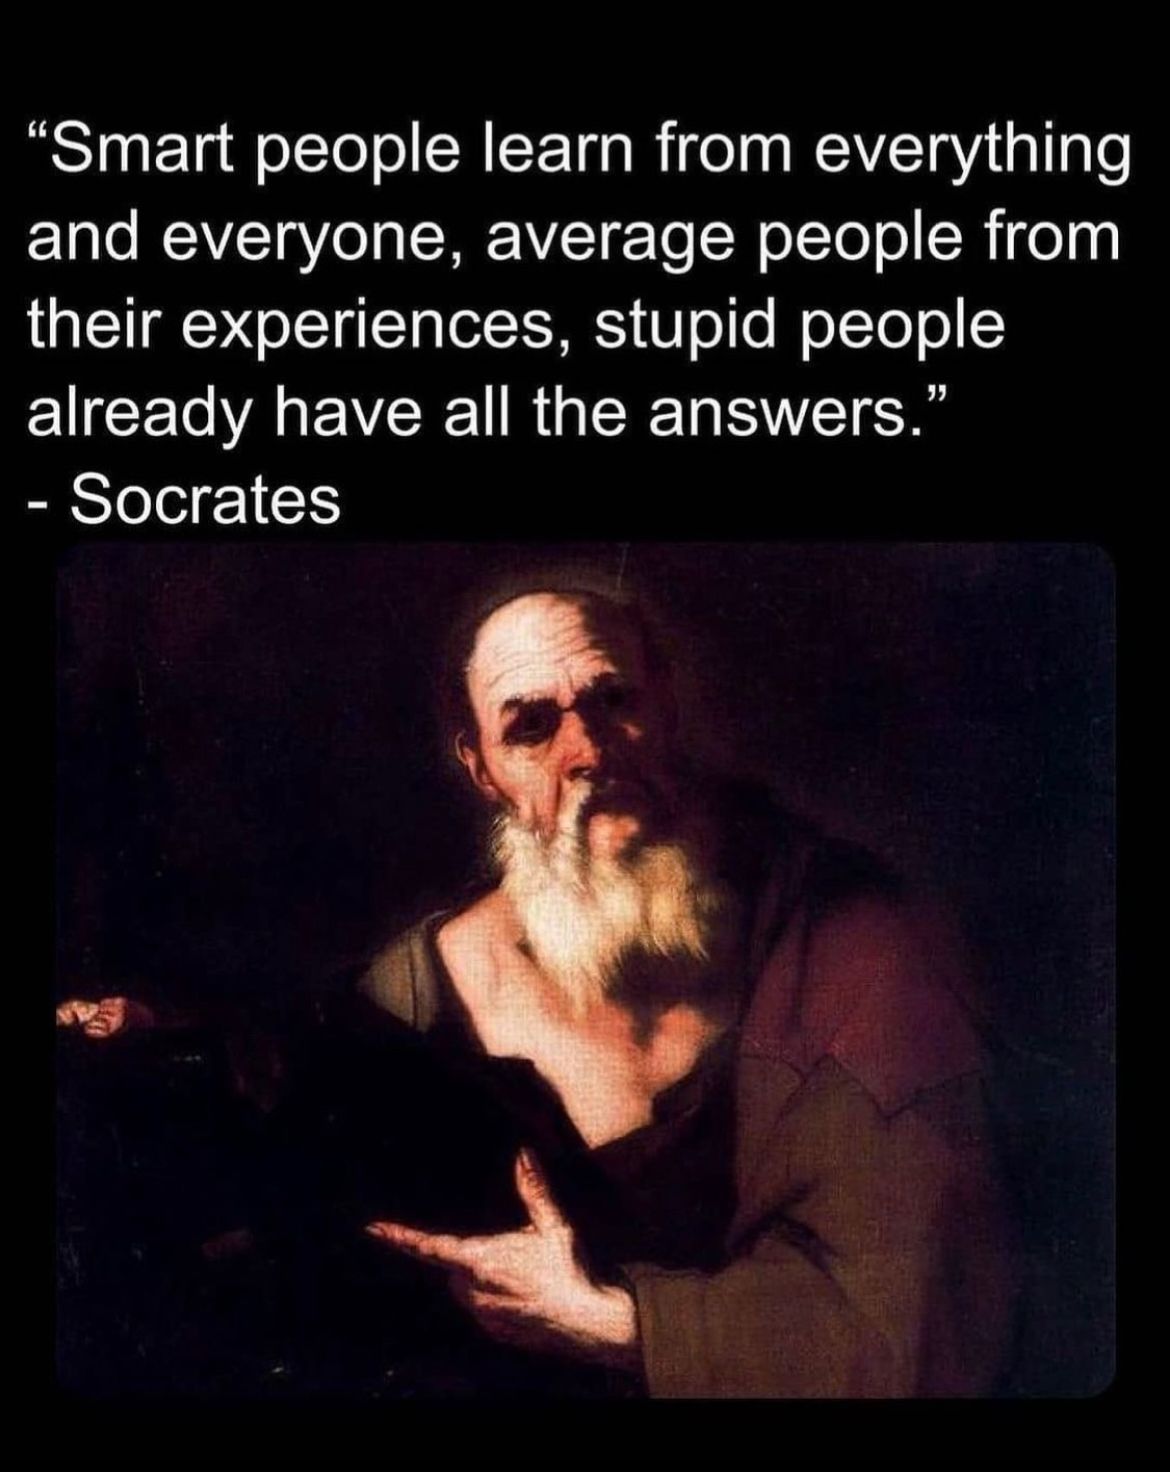 “Smart people learn from everything
and everyone, average people from
their experiences, stupid people
already have all the answers.”
- Socrates